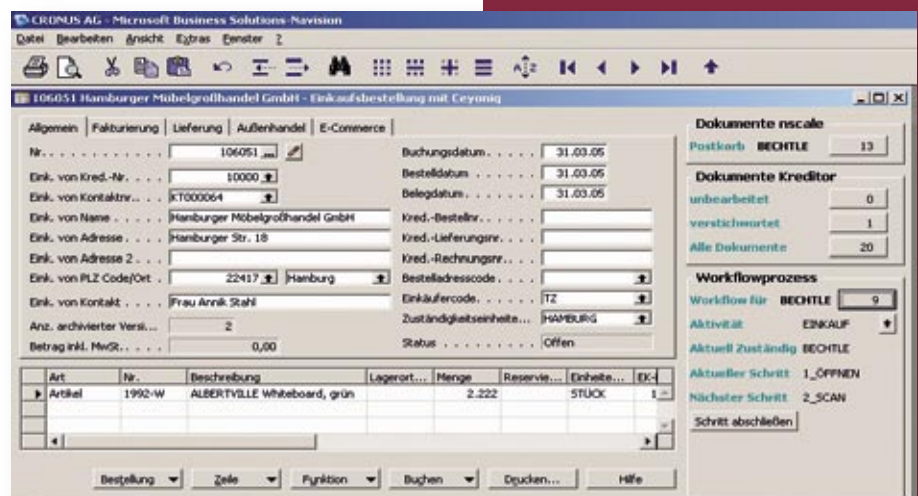 CRONUS AG - Microsoft Business Solutions-Navision
Datei Bearbeiten Ansicht Extras Fenster ?
106051 Hamburger Möbelgroßhandel GmbH - Einkaufsbestellung mit Ceyoniq
Allgemein Fakturierung Lieferung Außenhandel E-Commerce
Nr. . . . . . . . . . . . . 106051
Eink. von Kred.-Nr. . . . 10000
Eink. von Kontaktnr. . . KT000064
Eink. von Name . . . . . Hamburger Möbelgroßhandel GmbH
Eink. von Adresse . . . . Hamburger Str. 18
Eink. von Adresse 2 . . .
Eink. von PLZ Code/Ort . 22417 Hamburg
Eink. von Kontakt . . . . Frau Annik Stahl
Anz. archivierter Versi... 2
Betrag inkl. MwSt. . . . . 0,00
Buchungsdatum . . . . . 31.03.05
Bestelldatum . . . . . . 31.03.05
Belegdatum . . . . . . . 31.03.05
Kred.-Bestellnr. . . . . .
Kred.-Lieferungsnr. . . .
Kred.-Rechnungsnr. . . .
Bestelladresscode . . . .
Einkäufercode . . . . . . TZ
Zuständigkeitseinheite... HAMBURG
Status . . . . . . . . . Offen
Art Nr. Beschreibung Lagerort... Menge Reservie... Einheite... EK-
Artikel 1992-W ALBERTVILLE Whiteboard, grün 2.222 STÜCK 1
Bestellung Zeile Funktion Buchen Drucken... Hilfe
Dokumente nscale
Postkorb BECHTLE 13
Dokumente Kreditor
unbearbeitet 0
verstichwortet 1
Alle Dokumente 20
Workflowprozess
Workflow für BECHTLE 9
Aktivität EINKAUF
Aktuell Zuständig BECHTLE
Aktueller Schritt 1_ÖFFNEN
Nächster Schritt 2_SCAN
Schritt abschließen